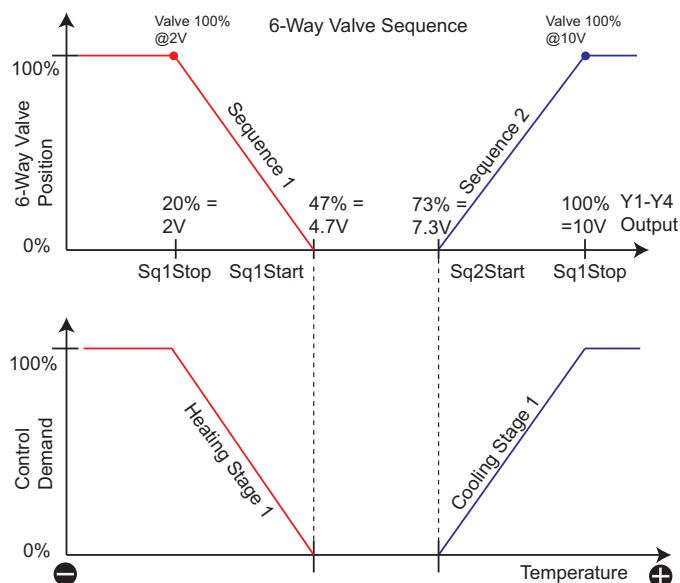 Valve 100%
@2V
6-Way Valve Sequence
Valve 100%
@10V
100%
6-Way Valve
Position
Sequence 1
Sequence 2
20% =
2V
47% =
4.7V
73% =
7.3V
100%
=10V
Y1-Y4
Output
0%
Sq1Stop
Sq1Start
Sq2Start
Sq1Stop
100%
Control
Demand
Heating Stage 1
Cooling Stage 1
0%
Temperature